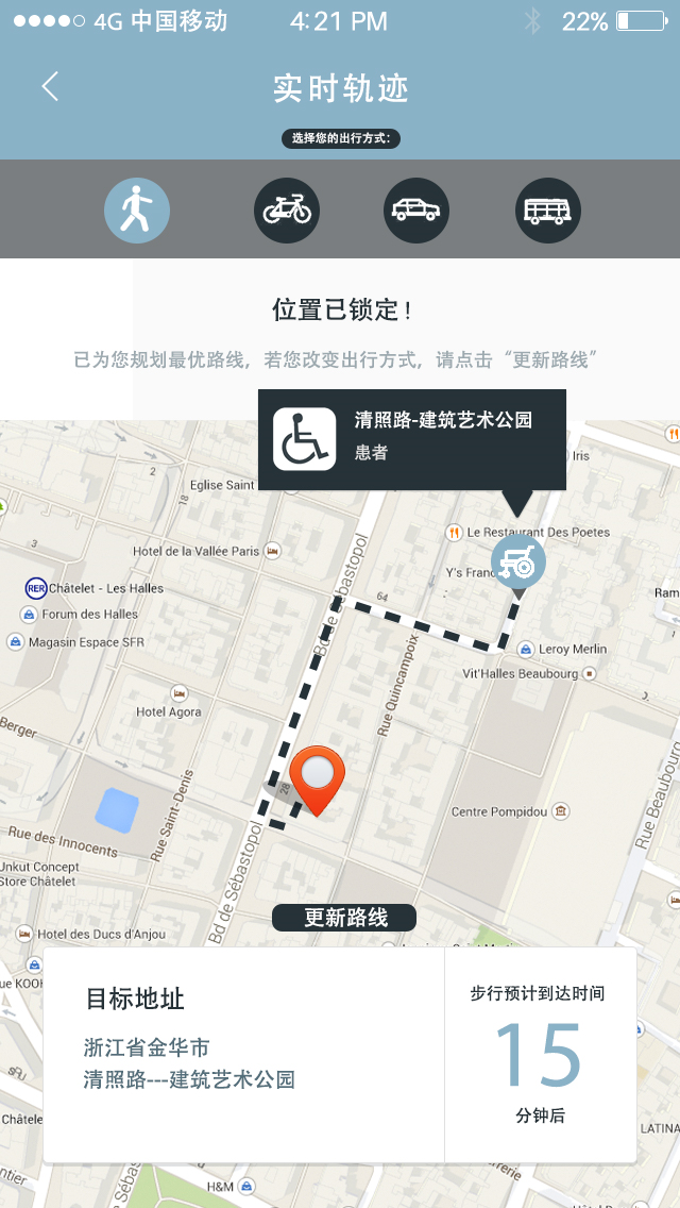 4G 中国移动 4:21 PM 22%
实时轨迹
选择您的出行方式:
位置已锁定!
已为您规划最优路线，若您改变出行方式，请点击“更新路线”
清照路-建筑艺术公园
患者
Iris
2
Eglise Saint
18
Le Restaurant Des Poetes
3
Hotel de la Vallée Paris
Bd de Sébastopol
Y's Franc
RER Châtelet - Les Halles
64
Ram
Forum des Halles
Magasin Espace SFR
Leroy Merlin
Rue Quincampoix
Vit'Halles Beaubourg
Hotel Agora
Berger
28
Rue Saint-Denis
Centre Pompidou
Rue Beaubourg
Rue des Innocents
Unkut Concept
Store Châtelet
Bd de Sébastopol
更新路线
Hotel des Ducs d'Anjou
ue KOOK
目标地址
浙江省金华市
清照路---建筑艺术公园
步行预计到达时间
15
分钟后
Châtele
LATINA
H&M